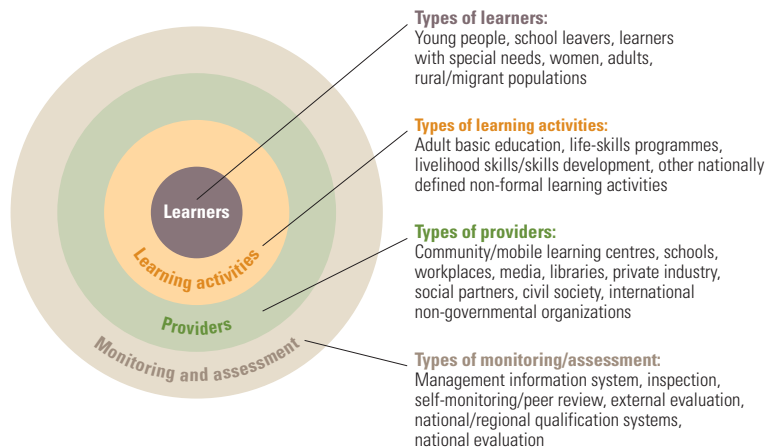 Types of learners:
Young people, school leavers, learners
with special needs, women, adults,
rural/migrant populations
Types of learning activities:
Adult basic education, life-skills programmes,
livelihood skills/skills development, other nationally
defined non-formal learning activities
Types of providers:
Community/mobile learning centres, schools,
workplaces, media, libraries, private industry,
social partners, civil society, international
non-governmental organizations
Types of monitoring/assessment:
Management information system, inspection,
self-monitoring/peer review, external evaluation,
national/regional qualification systems,
national evaluation
Learners
Learning activities
Providers
Monitoring and assessment